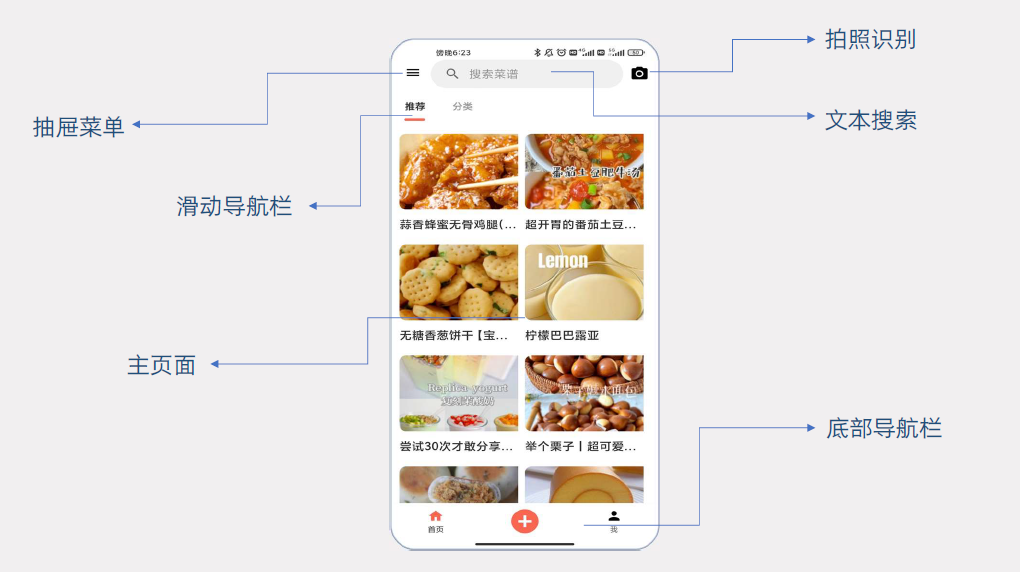 拍照识别
傍晚6:23
搜索菜谱
抽屉菜单
推荐
分类
文本搜索
番茄土豆肥牛汤
滑动导航栏
蒜香蜂蜜无骨鸡腿(...
超开胃的番茄土豆...
Lemon
无糖香葱饼干【宝...
柠檬巴巴露亚
主页面
Replica yogurt
尝试30次才敢分享...
举个栗子丨超可爱...
底部导航栏
首页
我